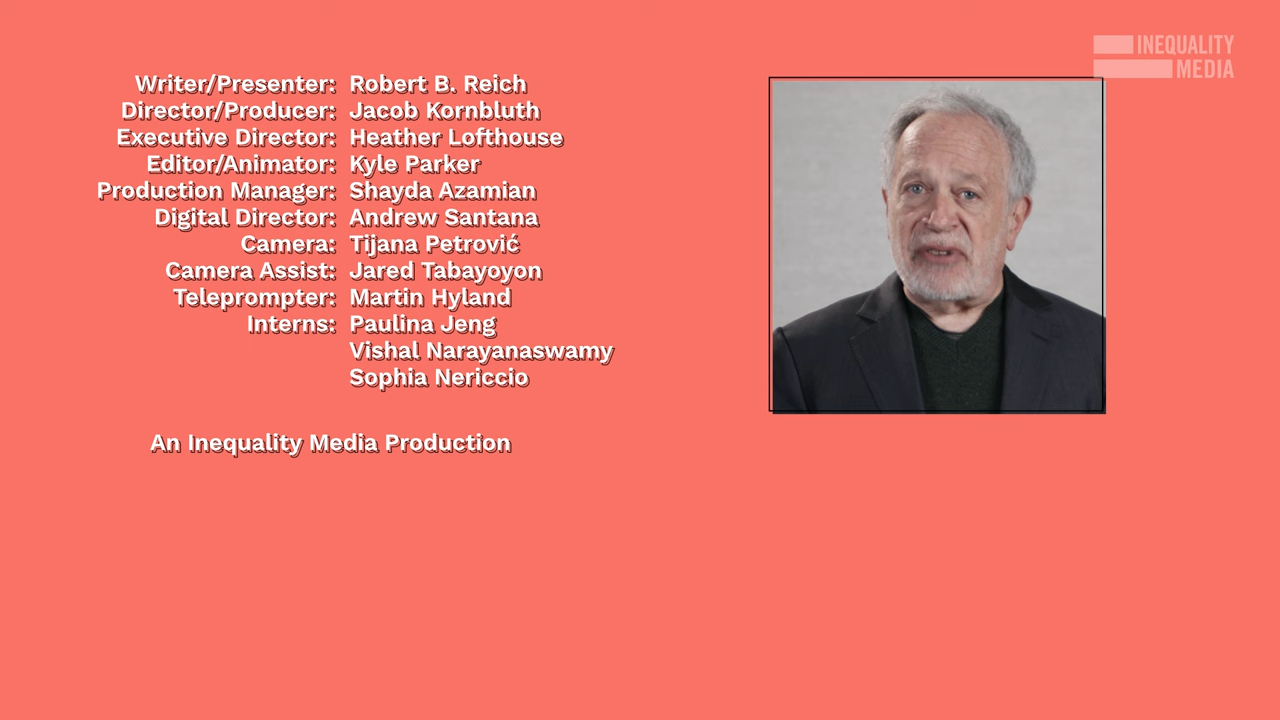 INEQUALITY
MEDIA
Writer/Presenter: Robert B. Reich
Director/Producer: Jacob Kornbluth
Executive Director: Heather Lofthouse
Editor/Animator: Kyle Parker
Production Manager: Shayda Azamian
Digital Director: Andrew Santana
Camera: Tijana Petrović
Camera Assist: Jared Tabayoyon
Teleprompter: Martin Hyland
Interns: Paulina Jeng
Vishal Narayanaswamy
Sophia Nericcio
An Inequality Media Production